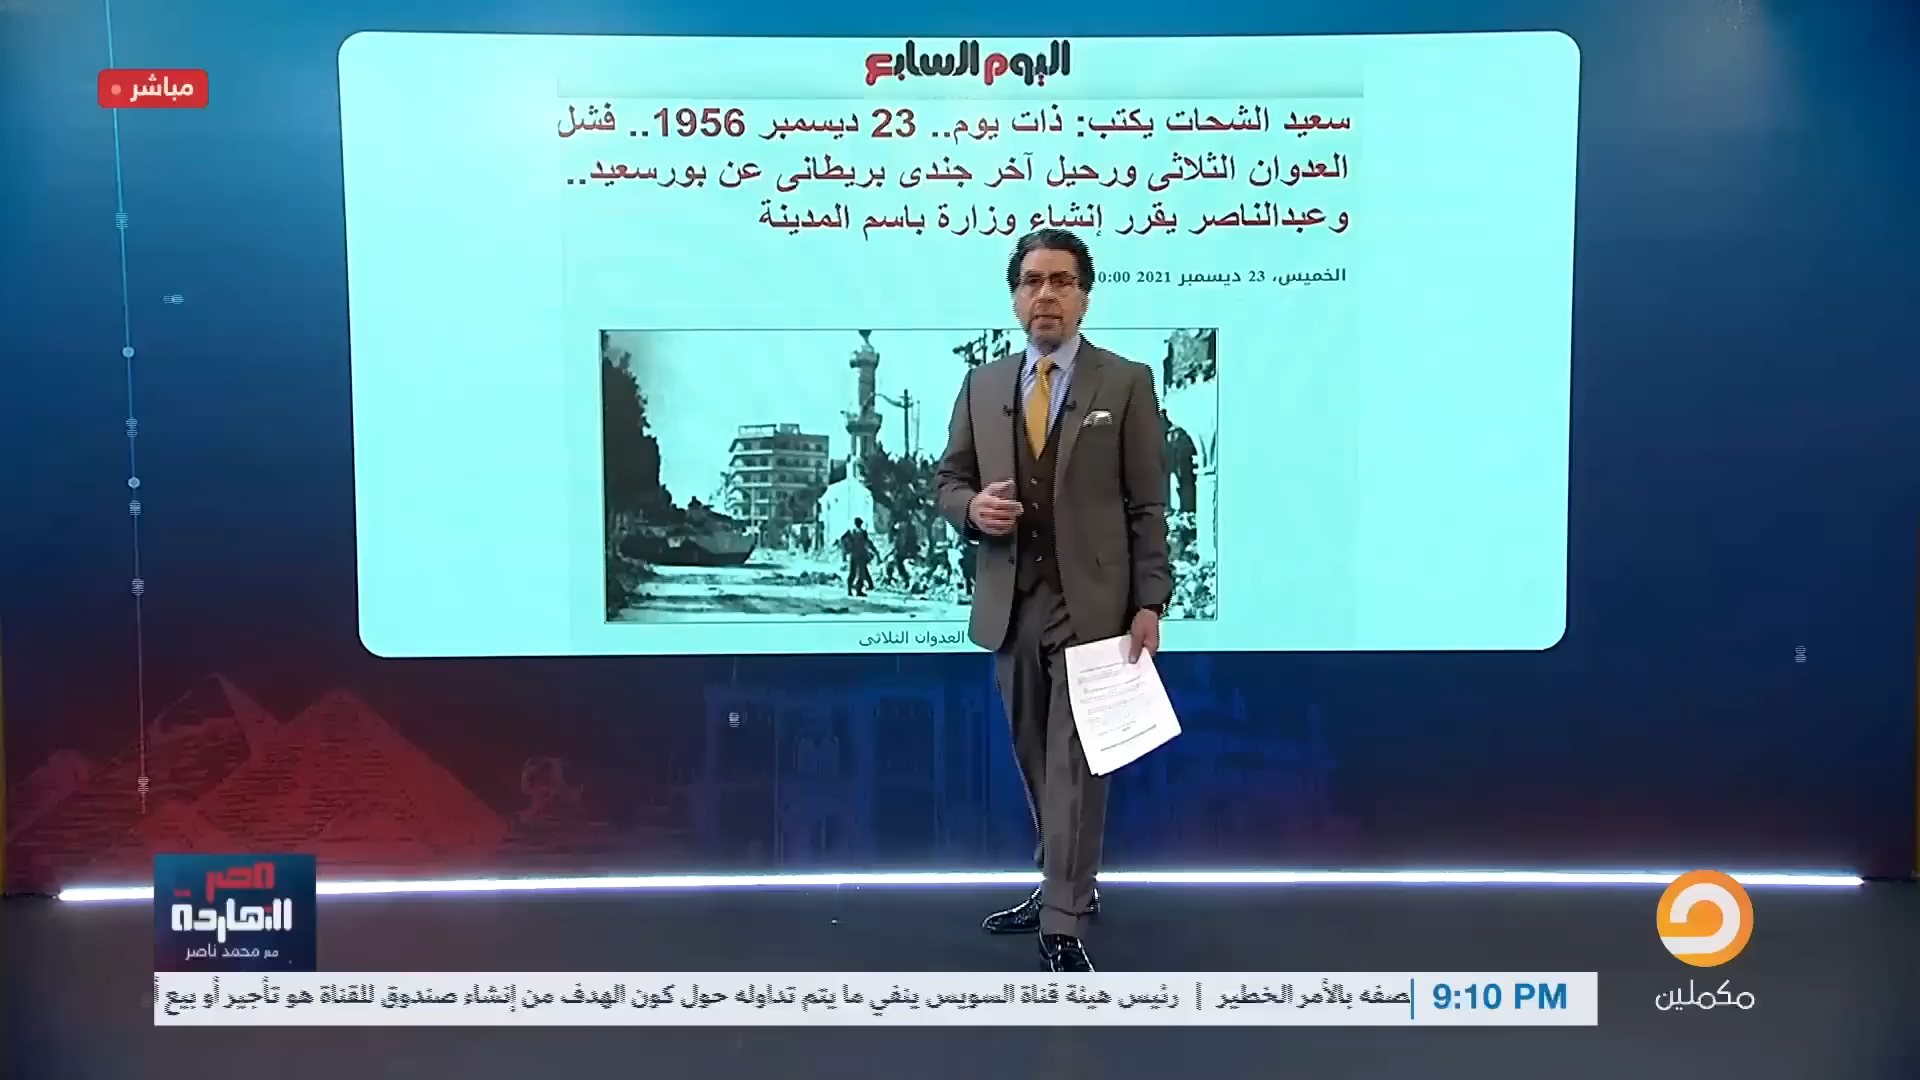 مباشر
اليوم السابع
سعيد الشحات يكتب: ذات يوم.. 23 ديسمبر 1956.. فشل
العدوان الثلاثى ورحيل آخر جندى بريطانى عن بورسعيد..
وعبدالناصر يقرر إنشاء وزارة باسم المدينة
الخميس، 23 ديسمبر 2021 0:00
العدوان الثلاثى
مصر
النهاردة
مع محمد ناصر
9:10 PM
صفه بالأمر الخطير | رئيس هيئة قناة السويس ينفي ما يتم تداوله حول كون الهدف من إنشاء صندوق للقناة هو تأجير أو بيع أ
مكملين